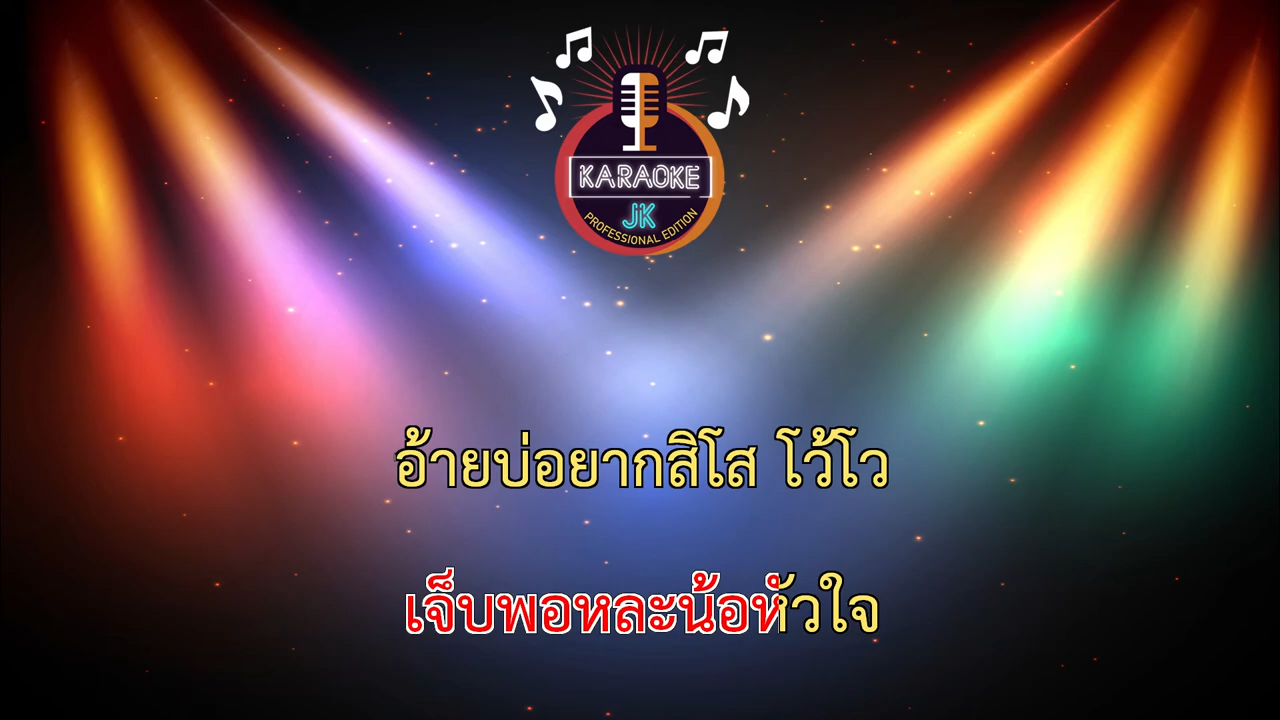 KARAOKE
JK
PROFESSIONAL EDITION
อ้ายบ่อยากสิโส โว้โว
เจ็บพอหละน้อหัวใจ